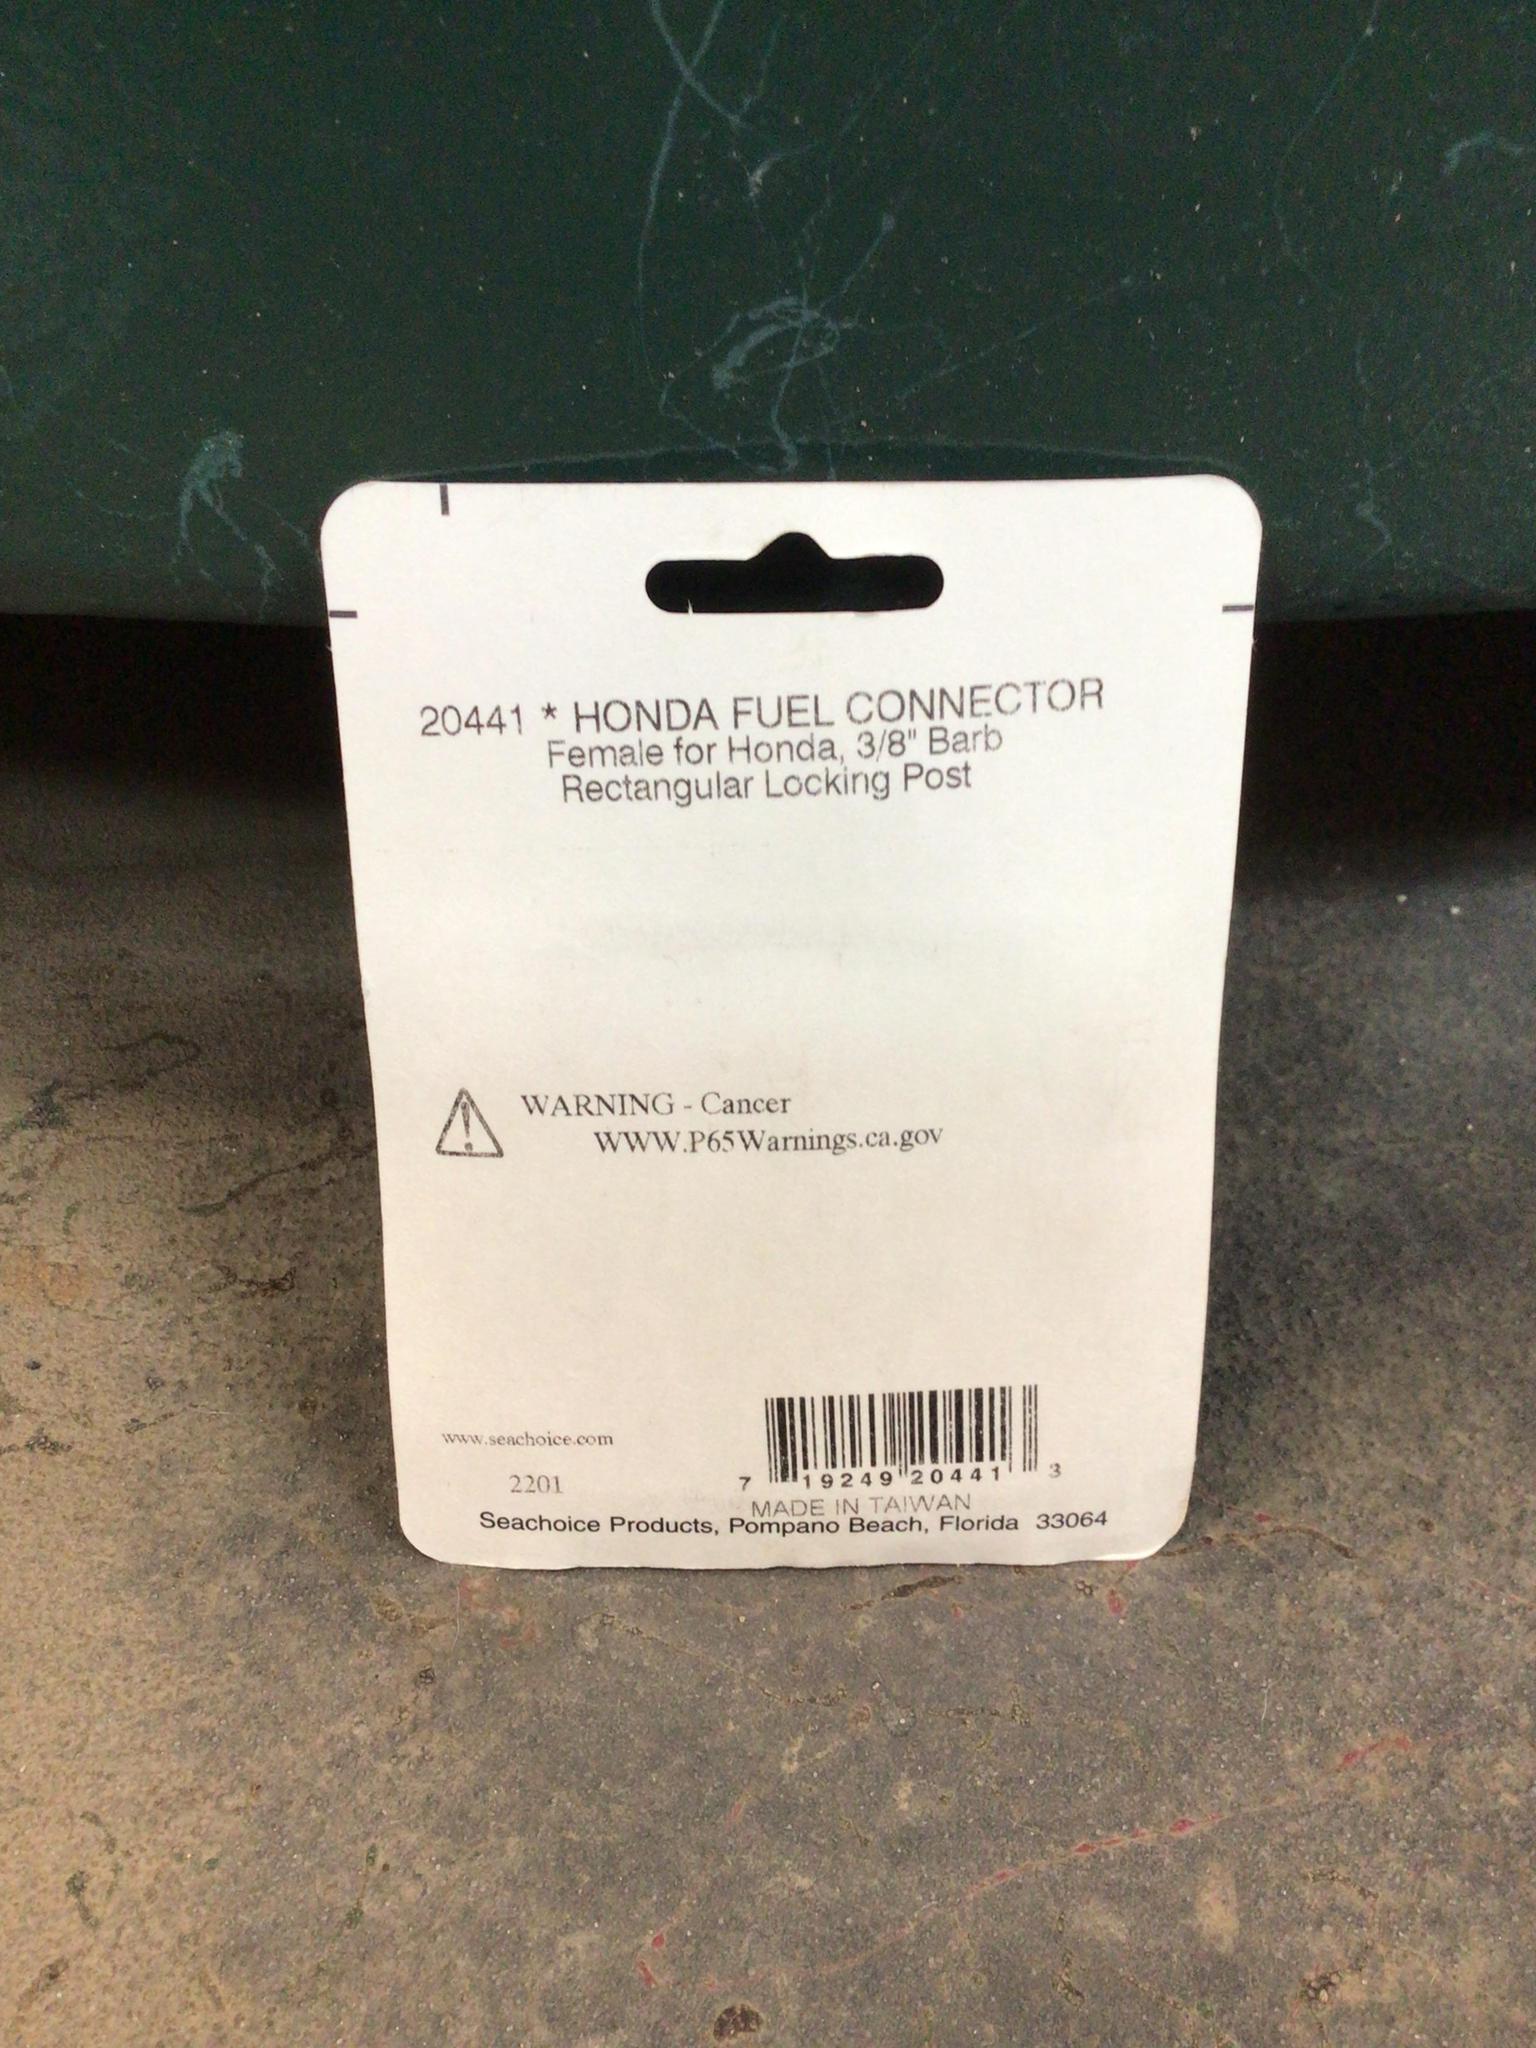 20441 * HONDA FUEL CONNECTOR
Female for Honda, 3/8" Barb
Rectangular Locking Post
WARNING - Cancer
WWW.P65Warnings.ca.gov
www.seachoice.com
2201
7 19249 20441 3
MADE IN TAIWAN
Seachoice Products, Pompano Beach, Florida 33064